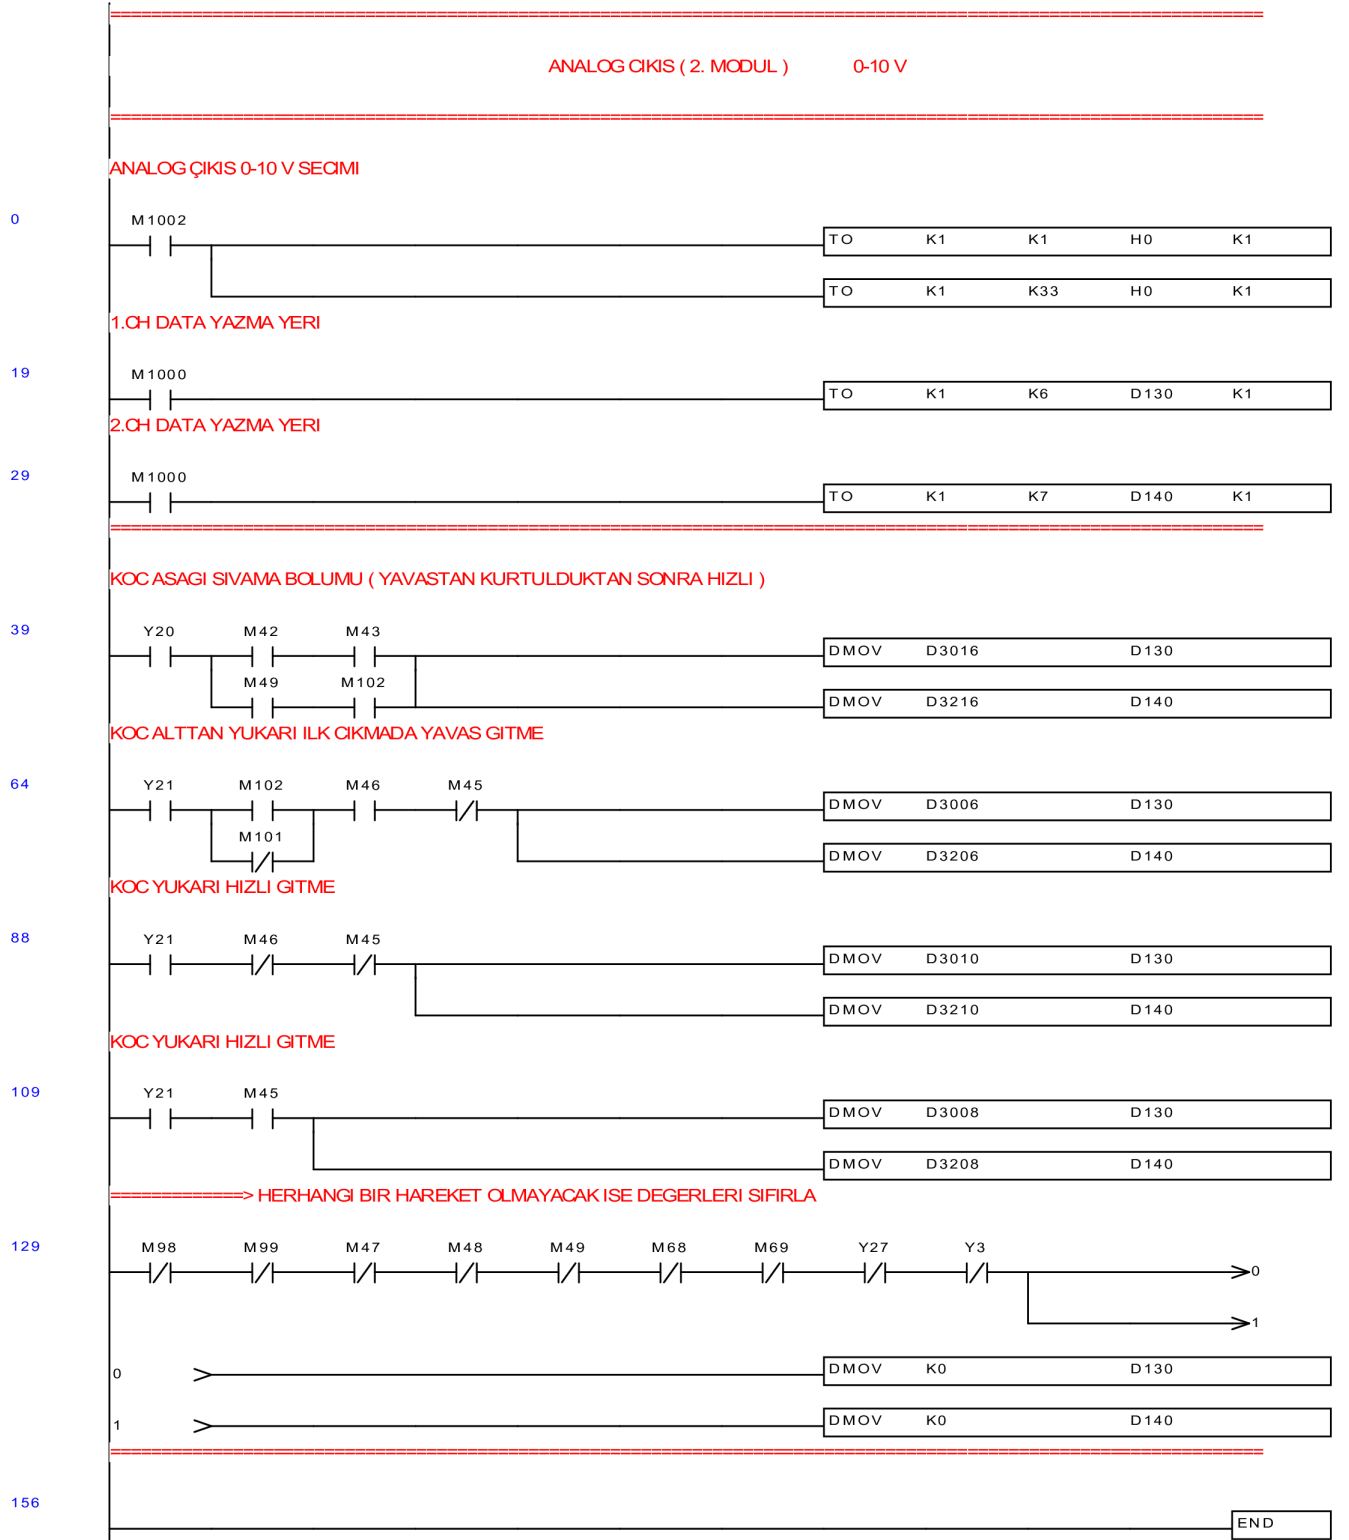 ANALOG CIKIS ( 2. MODUL ) 0-10 V
ANALOG ÇIKIS 0-10 V SECIMI
0
M1002
TO K1 K1 H0 K1
TO K1 K33 H0 K1
1.CH DATA YAZMA YERI
19
M1000
TO K1 K6 D130 K1
2.CH DATA YAZMA YERI
29
M1000
TO K1 K7 D140 K1
KOC ASAGI SIVAMA BOLUMU ( YAVASTAN KURTULDUKTAN SONRA HIZLI )
39
Y20 M42 M43
DMOV D3016 D130
M49 M102
DMOV D3216 D140
KOC ALTTAN YUKARI ILK CIKMADA YAVAS GITME
64
Y21 M102 M46 M45
DMOV D3006 D130
M101
DMOV D3206 D140
KOC YUKARI HIZLI GITME
88
Y21 M46 M45
DMOV D3010 D130
DMOV D3210 D140
KOC YUKARI HIZLI GITME
109
Y21 M45
DMOV D3008 D130
DMOV D3208 D140
=============> HERHANGI BIR HAREKET OLMAYACAK ISE DEGERLERI SIFIRLA
129
M98 M99 M47 M48 M49 M68 M69 Y27 Y3
0
1
0
DMOV K0 D130
1
DMOV K0 D140
156
END